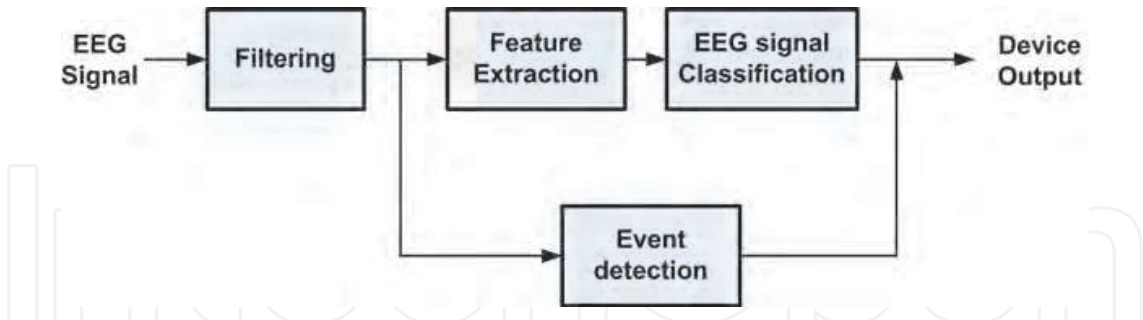 EEG
Signal
Filtering
Feature
Extraction
EEG signal
Classification
Device
Output
Event
detection